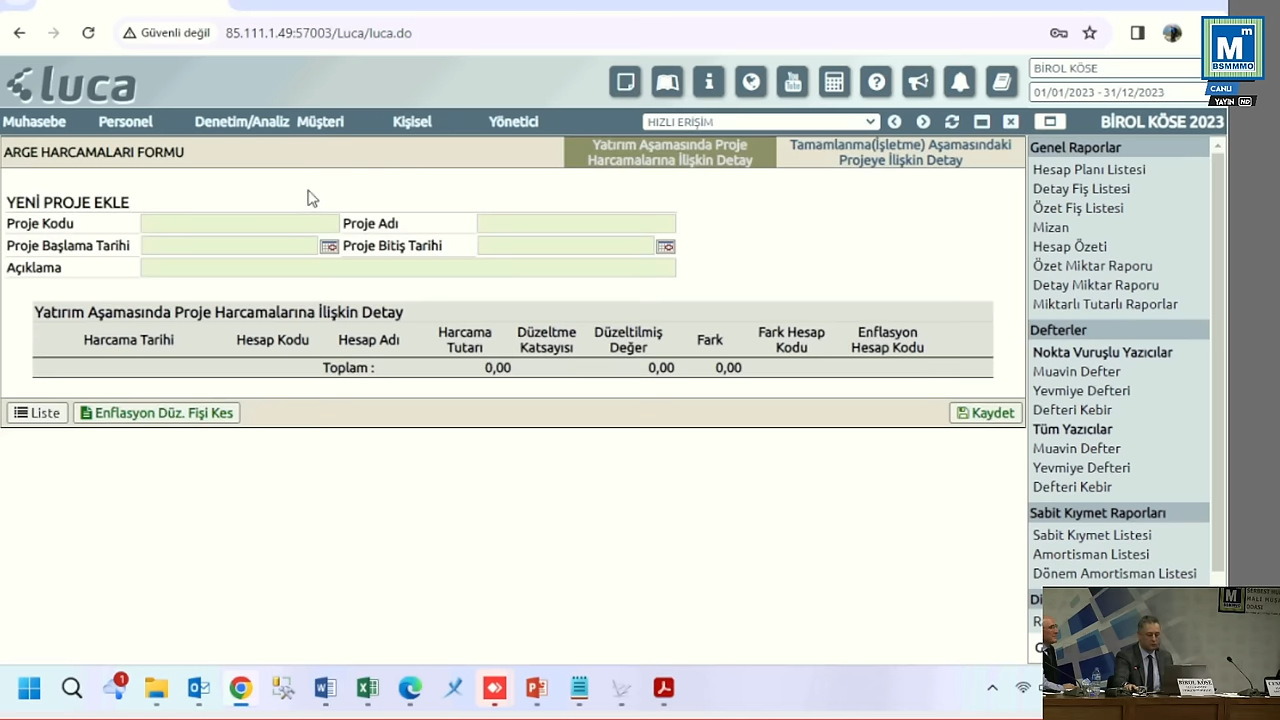 Güvenli değil
85.111.1.49:57003/Luca/luca.do
M m
BSMMMO
CANLI
YAYIN HD
luca
BİROL KÖSE
01/01/2023 - 31/12/2023
Muhasebe Personel Denetim/Analiz Müşteri Kişisel Yönetici
HIZLI ERİŞİM
BİROL KÖSE 2023
ARGE HARCAMALARI FORMU
Yatırım Aşamasında Proje
Harcamalarına İlişkin Detay
Tamamlanma(İşletme) Aşamasındaki
Projeye İlişkin Detay
YENİ PROJE EKLE
Proje Kodu Proje Adı
Proje Başlama Tarihi Proje Bitiş Tarihi
Açıklama
Yatırım Aşamasında Proje Harcamalarına İlişkin Detay
Harcama Tarihi Hesap Kodu Hesap Adı Harcama Tutarı Düzeltme Katsayısı Düzeltilmiş Değer Fark Fark Hesap Kodu Enflasyon Hesap Kodu
Toplam : 0,00 0,00 0,00
Liste Enflasyon Düz. Fişi Kes Kaydet
Genel Raporlar
Hesap Planı Listesi
Detay Fiş Listesi
Özet Fiş Listesi
Mizan
Hesap Özeti
Özet Miktar Raporu
Detay Miktar Raporu
Miktarlı Tutarlı Raporlar
Defterler
Nokta Vuruşlu Yazıcılar
Muavin Defter
Yevmiye Defteri
Defteri Kebir
Tüm Yazıcılar
Muavin Defter
Yevmiye Defteri
Defteri Kebir
Sabit Kıymet Raporları
Sabit Kıymet Listesi
Amortisman Listesi
Dönem Amortisman Listesi
BİROL KÖSE
1